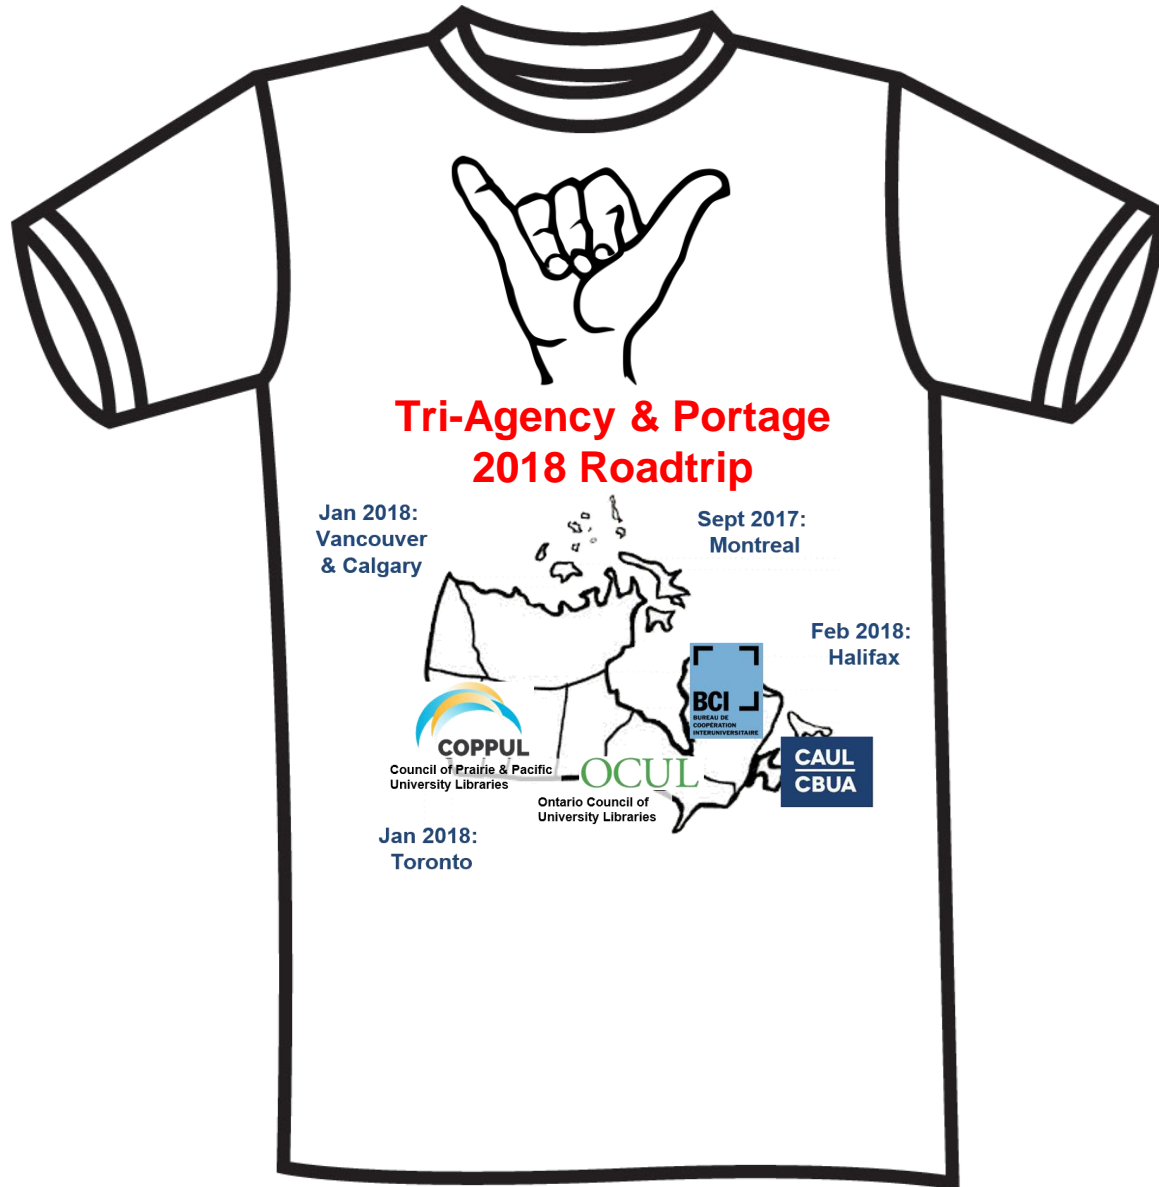 Tri-Agency & Portage
2018 Roadtrip
Jan 2018:
Vancouver
& Calgary
Sept 2017:
Montreal
Feb 2018:
Halifax
BCI
BUREAU DE
COOPÉRATION
INTERUNIVERSITAIRE
COPPUL
Council of Prairie & Pacific
University Libraries
OCUL
Ontario Council of
University Libraries
CAUL
CBUA
Jan 2018:
Toronto